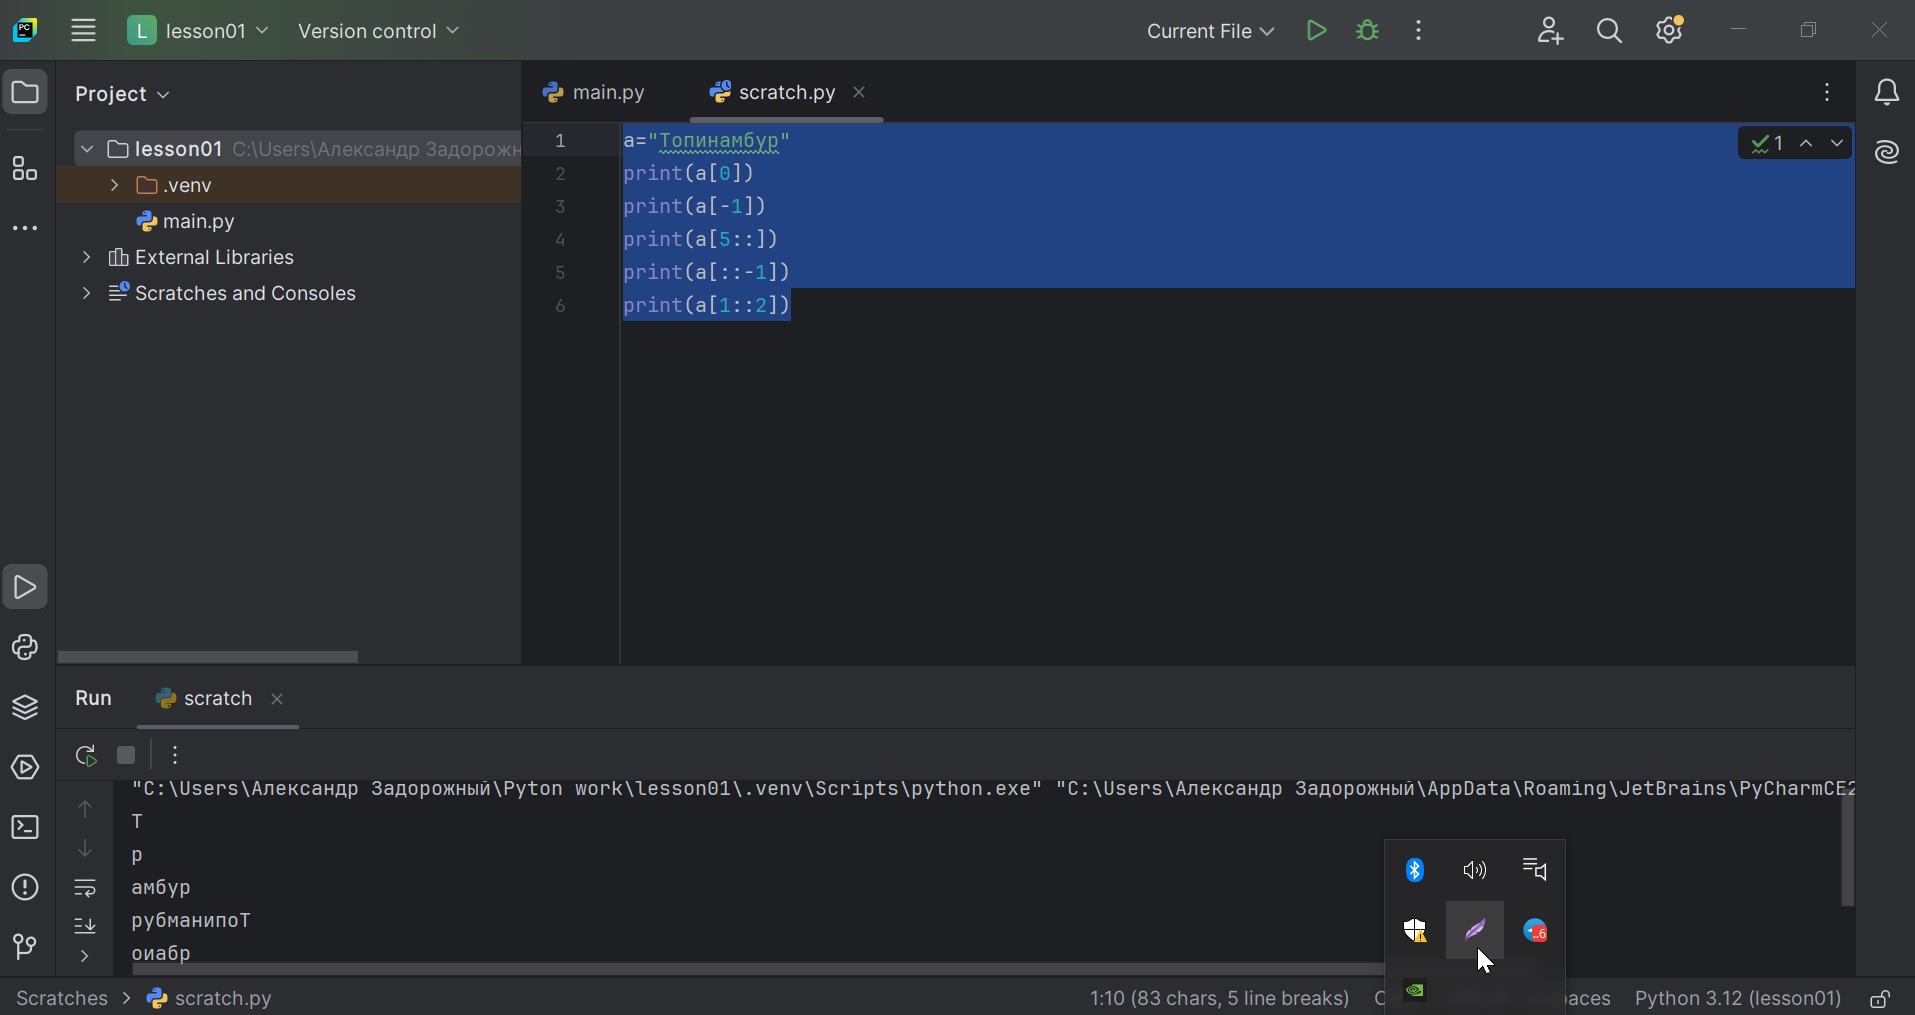 PC
L lesson01 Version control Current File
Project
main.py scratch.py
lesson01 C:\Users\Александр Задорожн
.venv
main.py
External Libraries
Scratches and Consoles
1 a="Топинамбур"
2 print(a[0])
3 print(a[-1])
4 print(a[5::])
5 print(a[::-1])
6 print(a[1::2])
1
Run scratch
"C:\Users\Александр Задорожный\Pyton work\lesson01\.venv\Scripts\python.exe" "C:\Users\Александр Задорожный\AppData\Roaming\JetBrains\PyCharmCE2
Т
р
амбур
рубманипоТ
оиабр
..6
Scratches scratch.py 1:10 (83 chars, 5 line breaks) C aces Python 3.12 (lesson01)